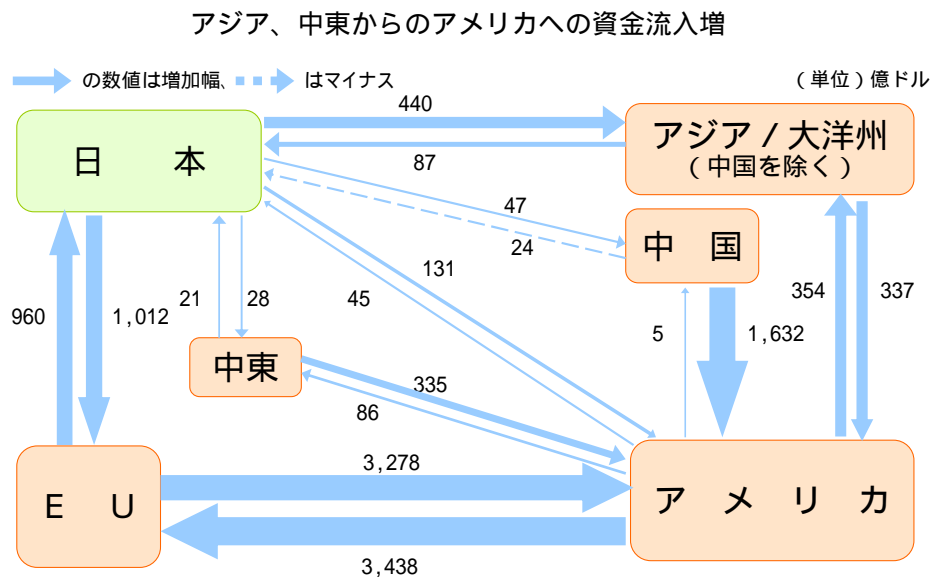 アジア、中東からのアメリカへの資金流入増
の数値は増加幅、 はマイナス
(単位)億ドル
440
日 本
アジア/大洋州
(中国を除く)
87
47
中 国
24
131
45
21
28
960
1,012
354
337
5
1,632
中東
335
86
3,278
E U
ア メ リ カ
3,438